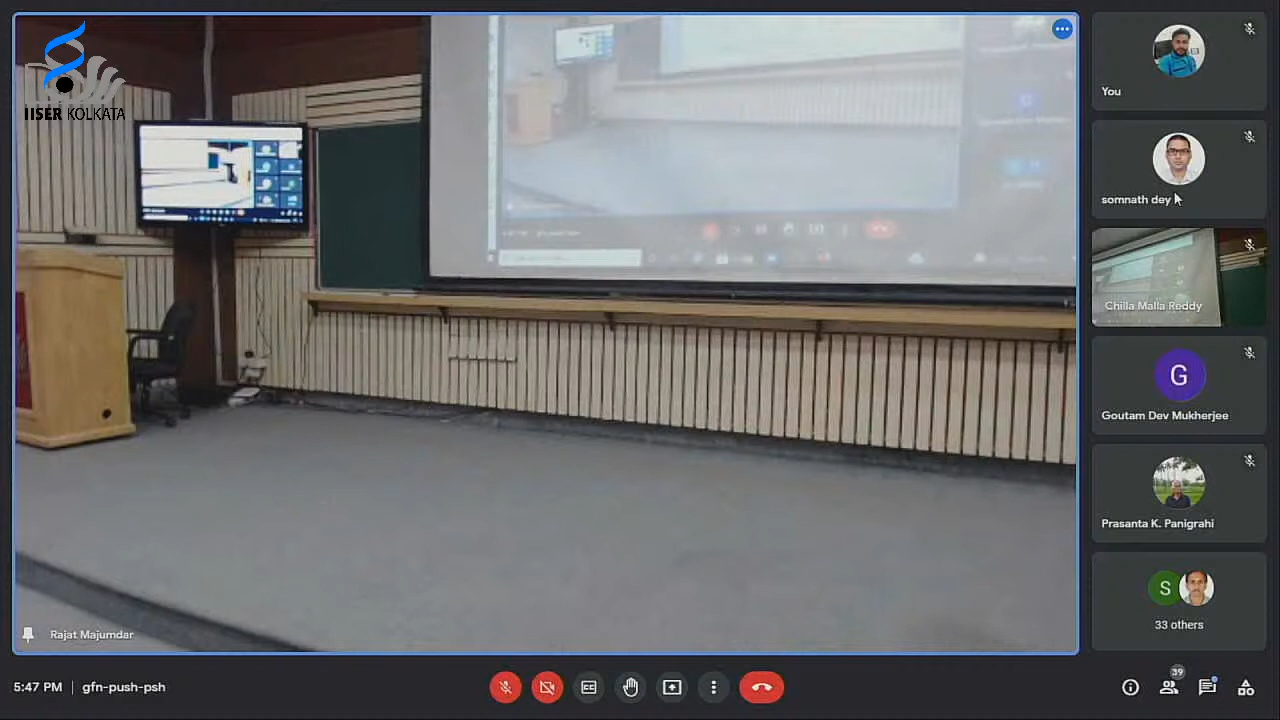 IISER KOLKATA
You
somnath dey
Chilla Malla Reddy
G
Goutam Dev Mukherjee
Prasanta K. Panigrahi
S
33 others
Rajat Majumdar
5:47 PM | gfn-push-psh
CC
39